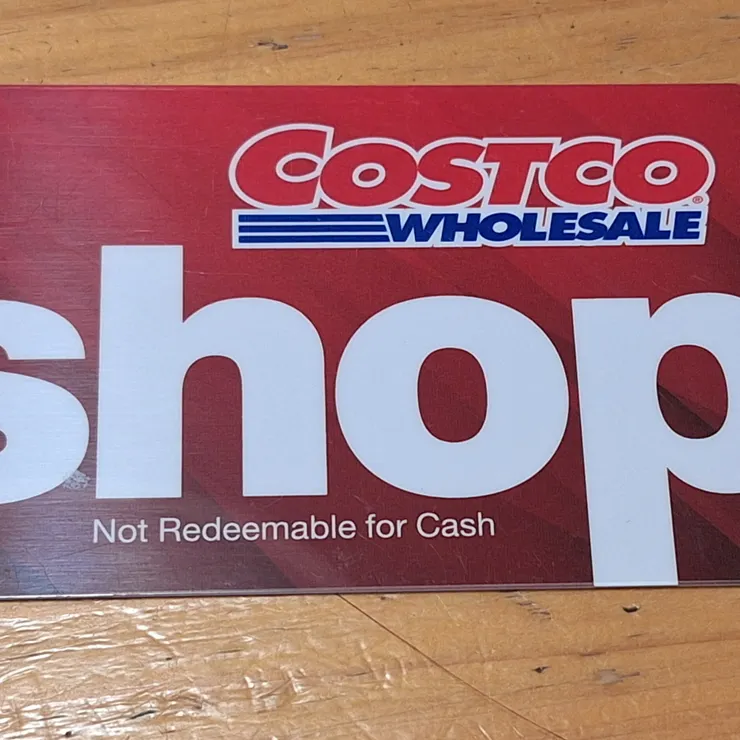 COSTCO®
WHOLESALE
shop
Not Redeemable for Cash